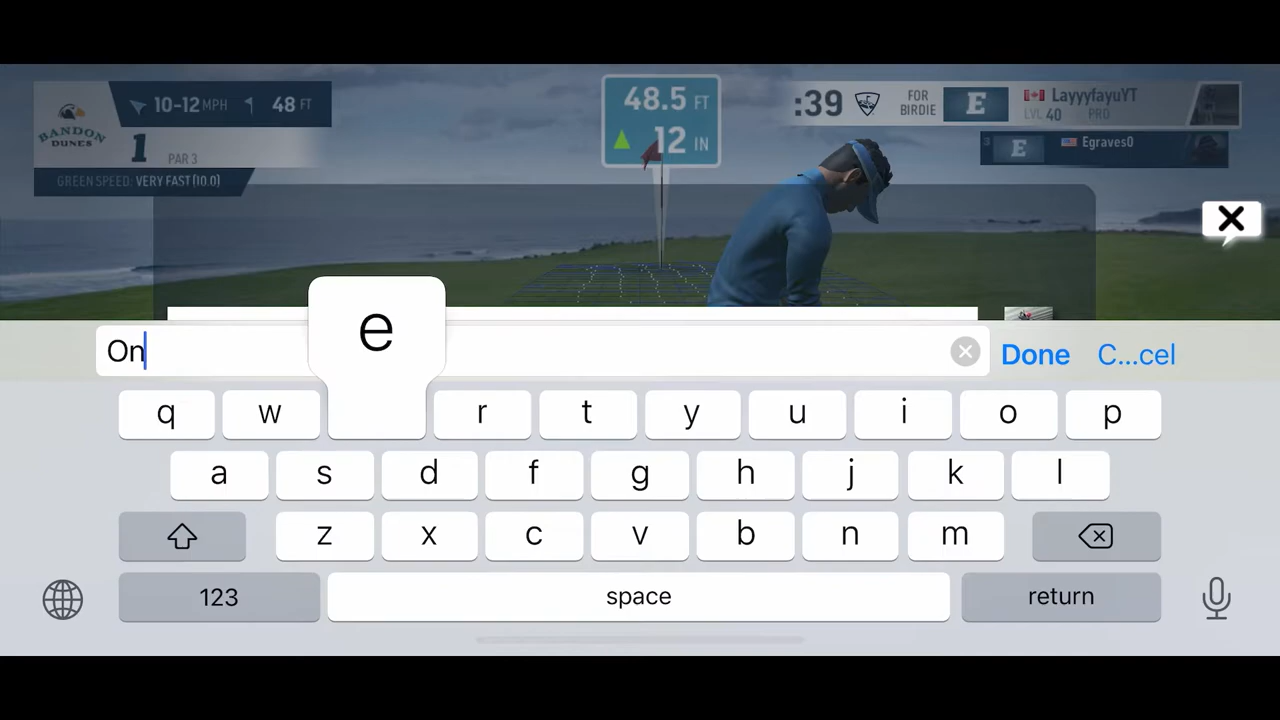 10-12 MPH 48 FT
BANDON
DUNES
1 PAR 3
GREEN SPEED: VERY FAST (10.0)
48.5 FT
12 IN
:39 FOR
BIRDIE E LayyyfayuYT
LVL 40 PRO
3 E Egraves0
On
e
Done C...cel
q w r t y u i o p
a s d f g h j k l
z x c v b n m
123 space return